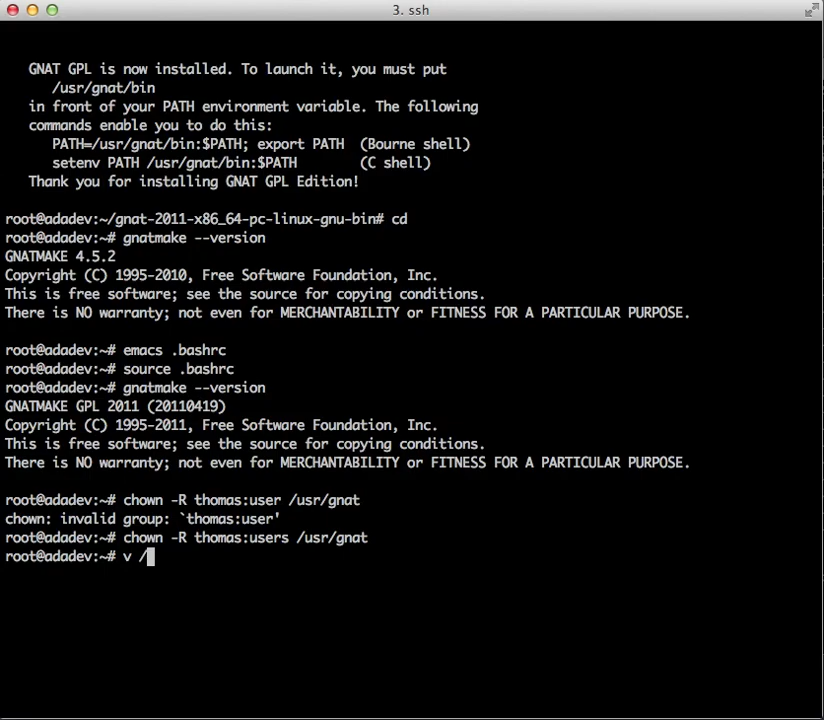 3. ssh
GNAT GPL is now installed. To launch it, you must put
/usr/gnat/bin
in front of your PATH environment variable. The following
commands enable you to do this:
PATH=/usr/gnat/bin:$PATH; export PATH  (Bourne shell)
setenv PATH /usr/gnat/bin:$PATH        (C shell)
Thank you for installing GNAT GPL Edition!
root@adadev:~/gnat-2011-x86_64-pc-linux-gnu-bin# cd
root@adadev:~# gnatmake --version
GNATMAKE 4.5.2
Copyright (C) 1995-2010, Free Software Foundation, Inc.
This is free software; see the source for copying conditions.
There is NO warranty; not even for MERCHANTABILITY or FITNESS FOR A PARTICULAR PURPOSE.
root@adadev:~# emacs .bashrc
root@adadev:~# source .bashrc
root@adadev:~# gnatmake --version
GNATMAKE GPL 2011 (20110419)
Copyright (C) 1995-2011, Free Software Foundation, Inc.
This is free software; see the source for copying conditions.
There is NO warranty; not even for MERCHANTABILITY or FITNESS FOR A PARTICULAR PURPOSE.
root@adadev:~# chown -R thomas:user /usr/gnat
chown: invalid group: `thomas:user'
root@adadev:~# chown -R thomas:users /usr/gnat
root@adadev:~# v /